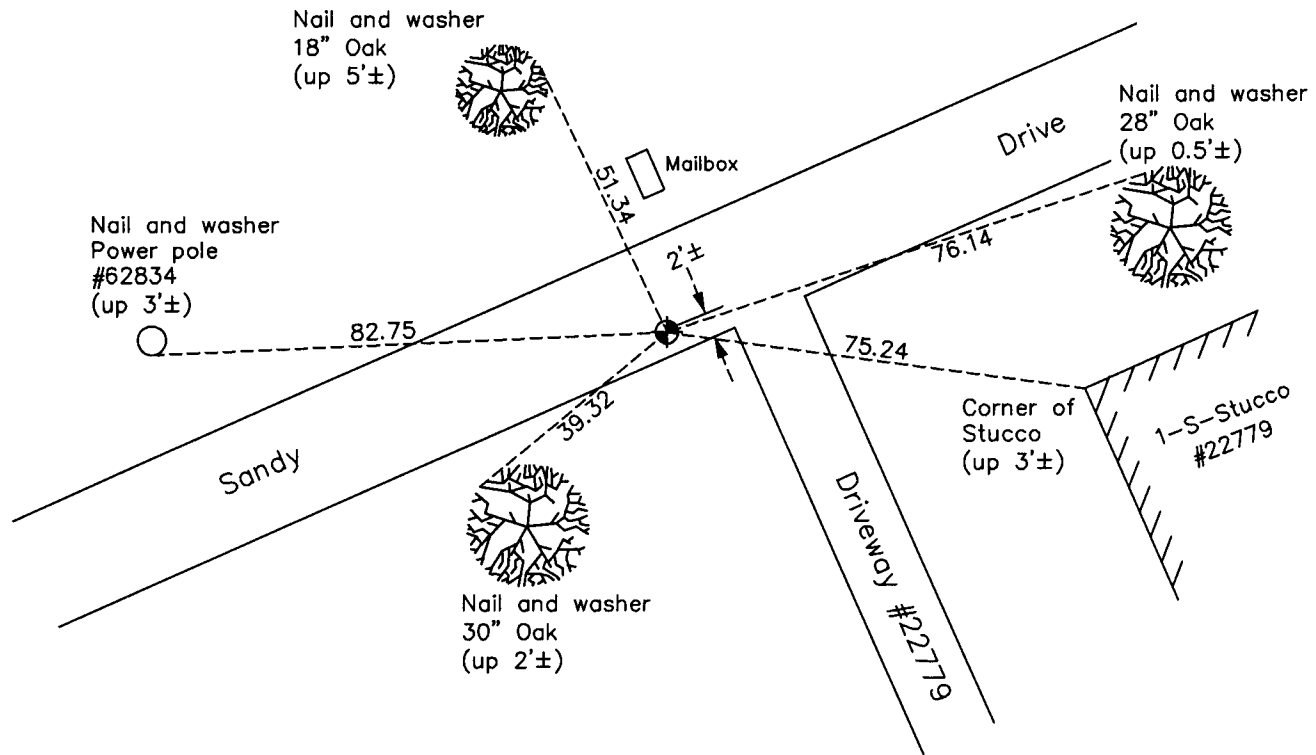 Nail and washer
18" Oak
(up 5'±)
Nail and washer
28" Oak
(up 0.5'±)
Drive
Mailbox
51.34
Nail and washer
Power pole
#62834
(up 3'±)
2'±
76.14
82.75
75.24
39.32
Corner of
Stucco
(up 3'±)
1-S-Stucco
#22779
Sandy
Driveway #22779
Nail and washer
30" Oak
(up 2'±)